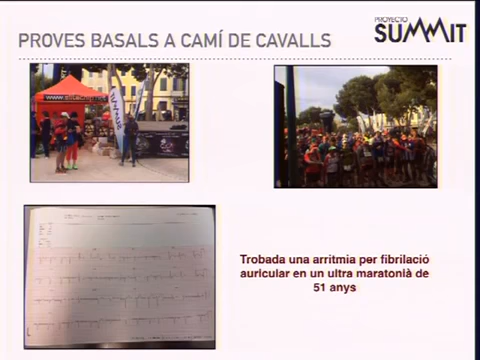 PROVES BASALS A CAMÍ DE CAVALLS
PROYECTO
SUMMIT
Trobada una arritmia per fibrilació
auricular en un ultra maratonià de
51 anys